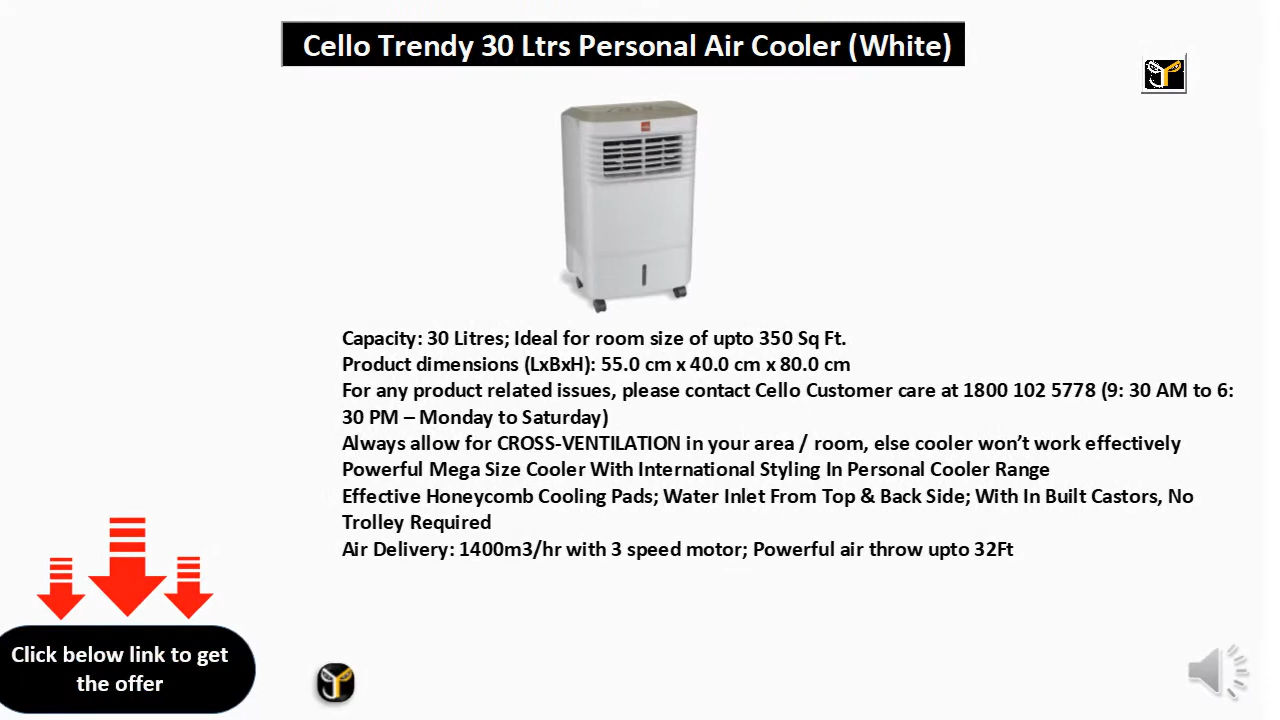 Cello Trendy 30 Ltrs Personal Air Cooler (White)
Capacity: 30 Litres; Ideal for room size of upto 350 Sq Ft.
Product dimensions (LxBxH): 55.0 cm x 40.0 cm x 80.0 cm
For any product related issues, please contact Cello Customer care at 1800 102 5778 (9: 30 AM to 6:
30 PM – Monday to Saturday)
Always allow for CROSS-VENTILATION in your area / room, else cooler won’t work effectively
Powerful Mega Size Cooler With International Styling In Personal Cooler Range
Effective Honeycomb Cooling Pads; Water Inlet From Top & Back Side; With In Built Castors, No
Trolley Required
Air Delivery: 1400m3/hr with 3 speed motor; Powerful air throw upto 32Ft
Click below link to get
the offer